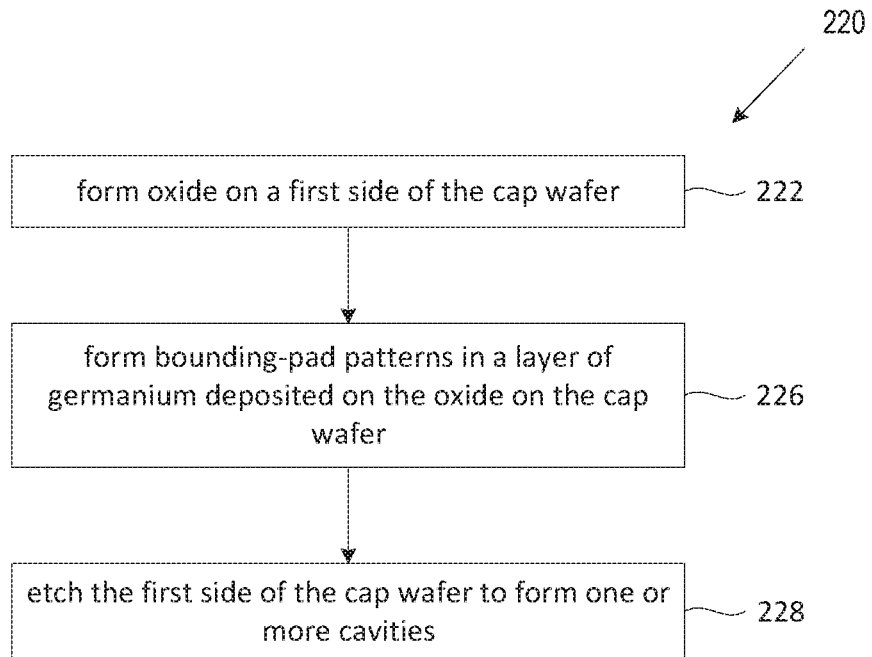 220
form oxide on a first side of the cap wafer
222
form bounding-pad patterns in a layer of
germanium deposited on the oxide on the cap
wafer
226
etch the first side of the cap wafer to form one or
more cavities
228